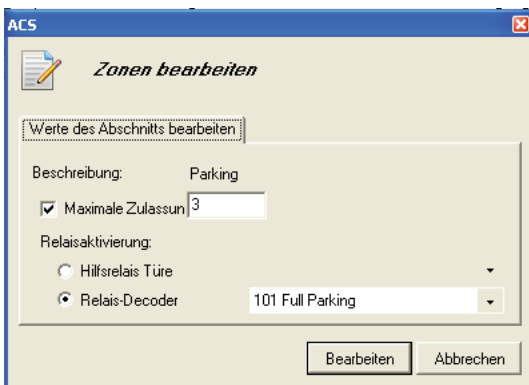 ACS
Zonen bearbeiten
Werte des Abschnitts bearbeiten
Beschreibung: Parking
Maximale Zulassun 3
Relaisaktivierung:
Hilfsrelais Türe
Relais-Decoder 101 Full Parking
Bearbeiten Abbrechen